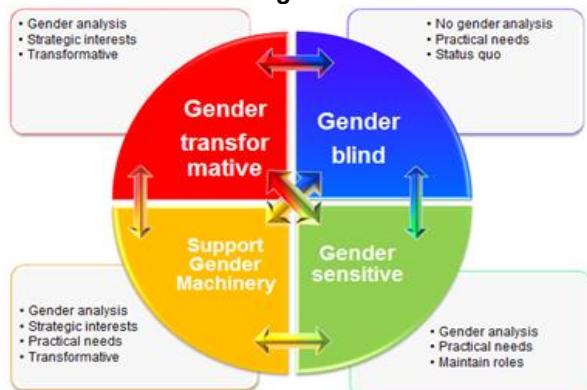 • Gender analysis
• Strategic interests
• Transformative
• No gender analysis
• Practical needs
• Status quo
Gender
transfor
mative
Gender
blind
Support
Gender
Machinery
Gender
sensitive
• Gender analysis
• Strategic interests
• Practical needs
• Transformative
• Gender analysis
• Practical needs
• Maintain roles